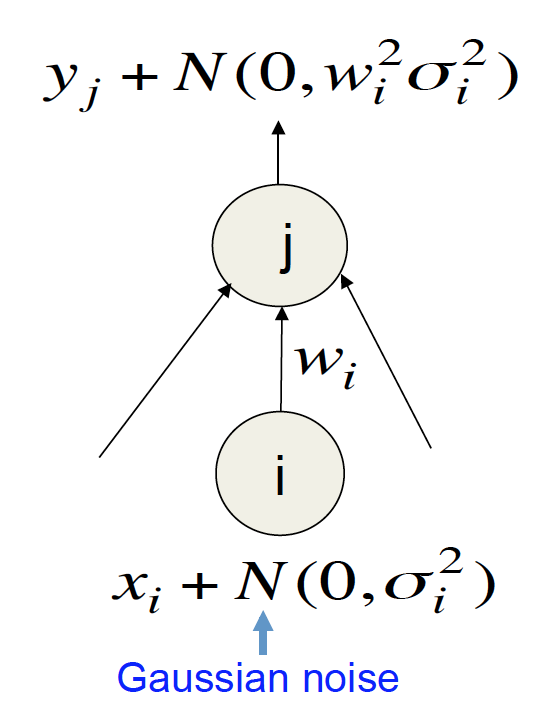 y_j + N(0, w_i^2 σ_i^2)
j
w_i
i
x_i + N(0, σ_i^2)
Gaussian noise